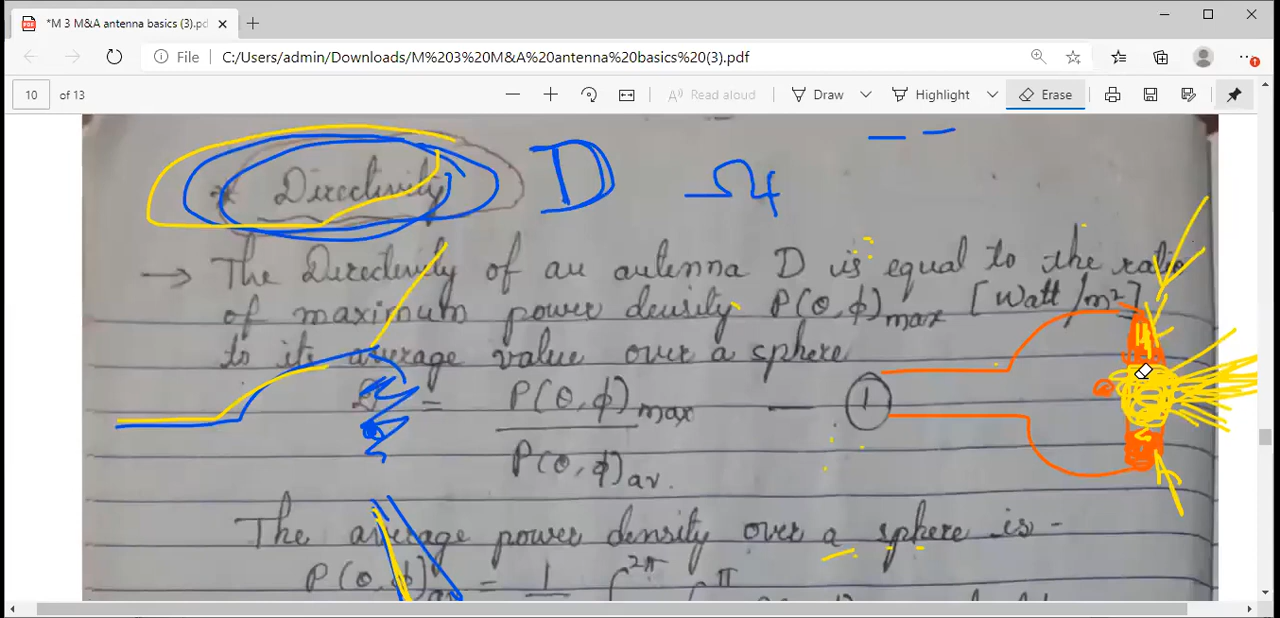 *M 3 M&A antenna basics (3).pd
File C:/Users/admin/Downloads/M%203%20M&A%20antenna%20basics%20(3).pdf
10 of 13 Read aloud Draw Highlight Erase
* Directivity D Ω
→ The Directivity of an antenna D is equal to the ratio
of maximum power density P(θ,φ)max [Watt/m²]
to its average value over a sphere
D = P(θ,φ)max — 1
P(θ,φ)av.
The average power density over a sphere is -
P(θ,φ)av = 1 ∫2π ∫π